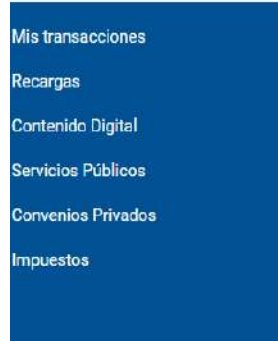 Mis transacciones
Recargas
Contenido Digital
Servicios Públicos
Convenios Privados
Impuestos